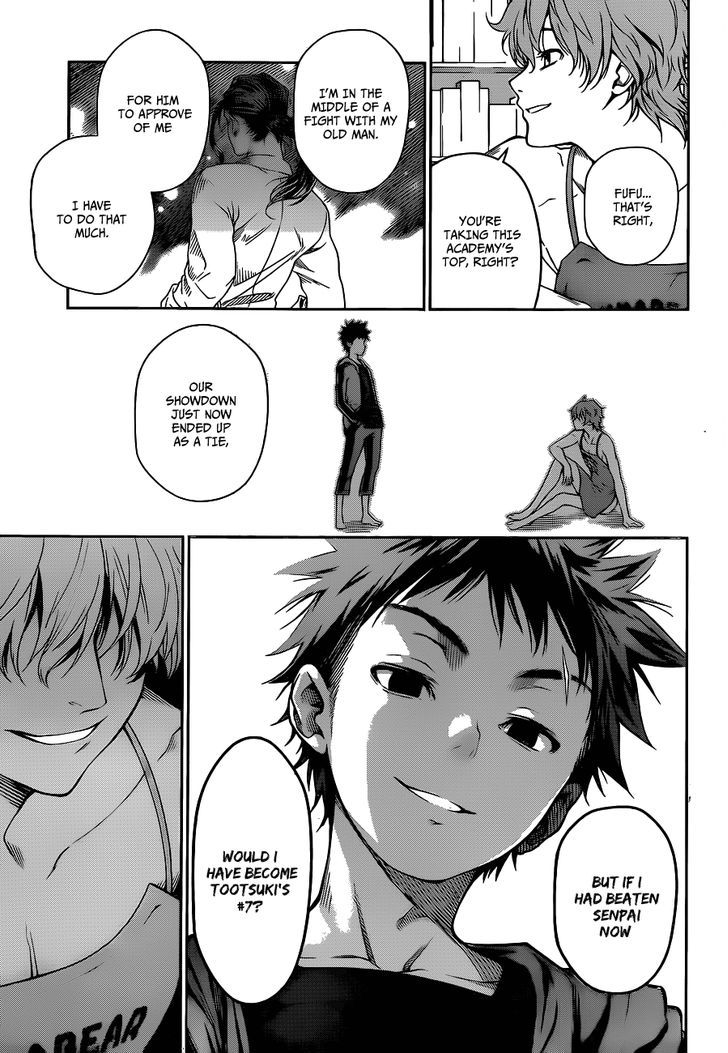 FUFU...
THAT'S
RIGHT,
YOU'RE
TAKING THIS
ACADEMY'S
TOP, RIGHT?
I'M IN THE
MIDDLE OF A
FIGHT WITH MY
OLD MAN.
FOR HIM
TO APPROVE
OF ME
I HAVE
TO DO THAT
MUCH.
OUR
SHOWDOWN
JUST NOW
ENDED UP
AS A TIE,
BUT IF I
HAD BEATEN
SENPAI
NOW
WOULD I
HAVE BECOME
TOOTSUKI'S
#7?
BEAR